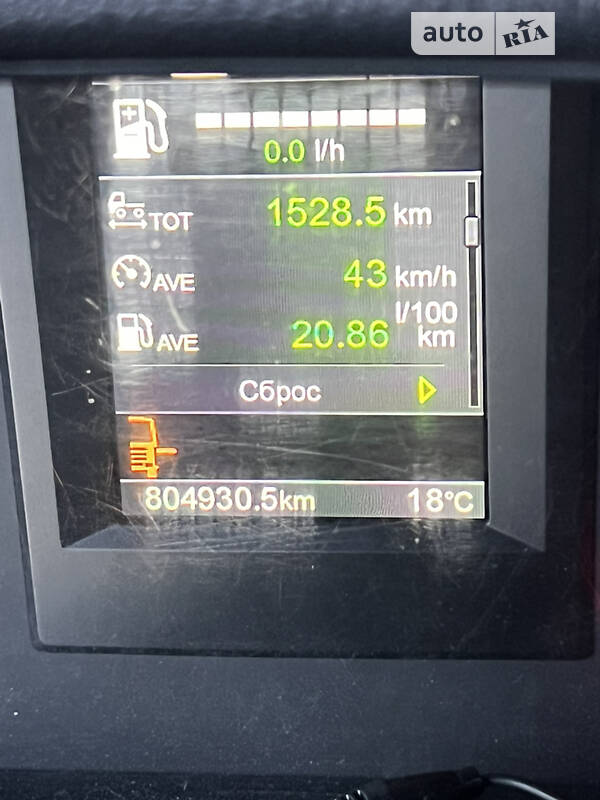 auto RIA
0.0 l/h
TOT 1528.5 km
AVE 43 km/h
AVE 20.86 l/100 km
Сброс
804930.5km 18°C